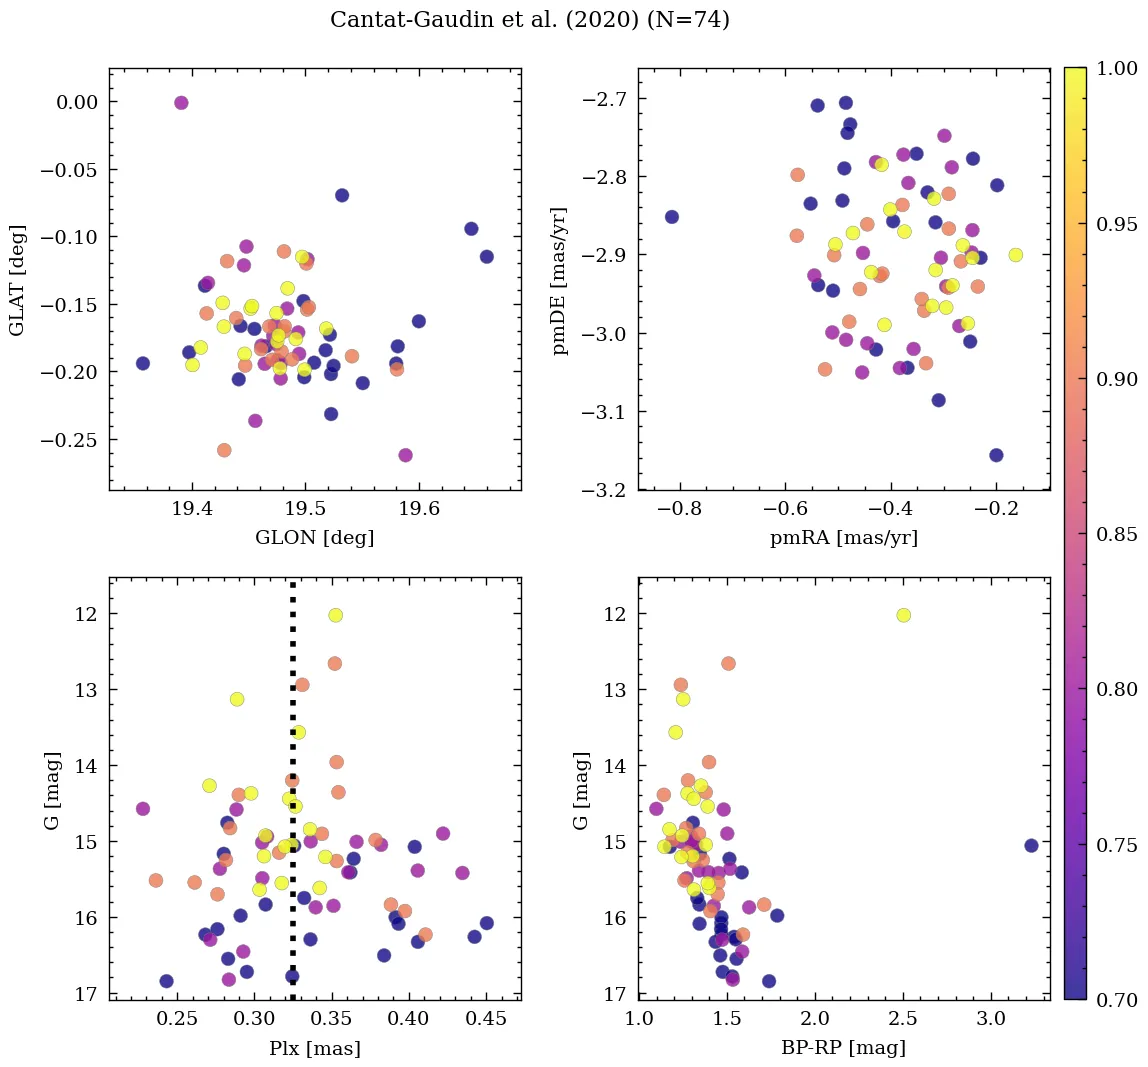 Cantat-Gaudin et al. (2020) (N=74)
0.00
−0.05
−0.10
−0.15
−0.20
−0.25
GLAT [deg]
19.4 19.5 19.6
GLON [deg]
−2.7
−2.8
−2.9
−3.0
−3.1
−3.2
pmDE [mas/yr]
−0.8 −0.6 −0.4 −0.2
pmRA [mas/yr]
12
13
14
15
16
17
G [mag]
0.25 0.30 0.35 0.40 0.45
Plx [mas]
12
13
14
15
16
17
G [mag]
1.0 1.5 2.0 2.5 3.0
BP-RP [mag]
1.00
0.95
0.90
0.85
0.80
0.75
0.70